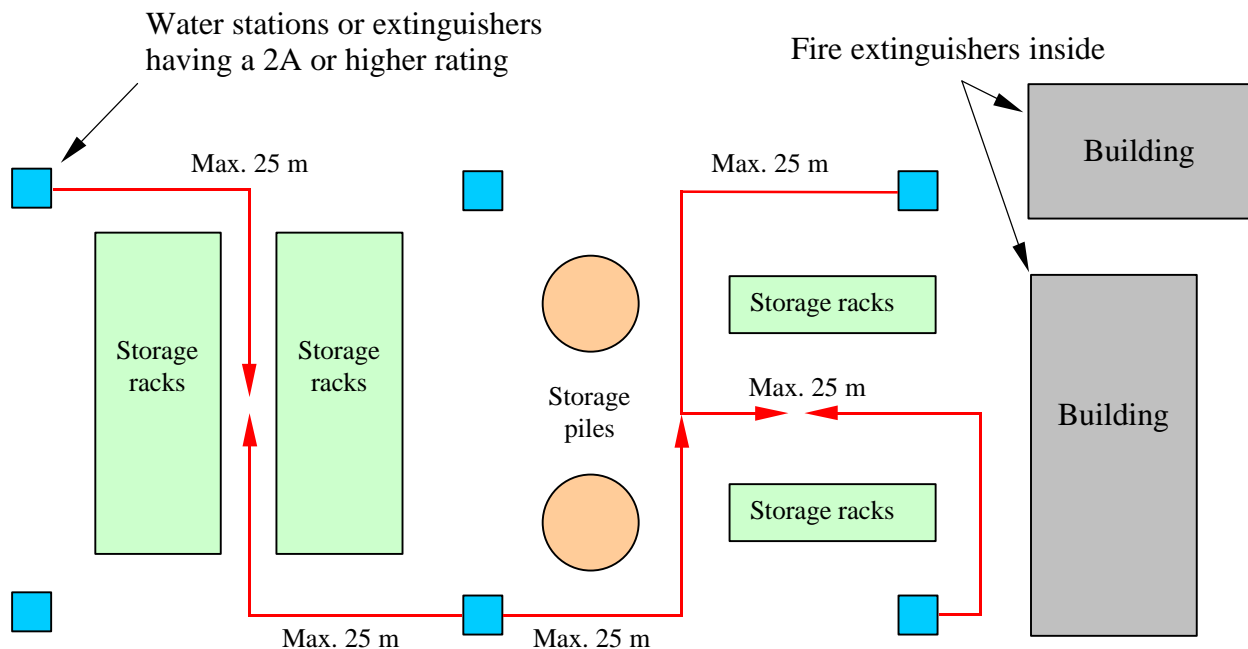 Water stations or extinguishers
having a 2A or higher rating
Fire extinguishers inside
Building
Max. 25 m
Max. 25 m
Storage
racks
Storage
racks
Storage racks
Max. 25 m
Storage
piles
Building
Storage racks
Max. 25 m
Max. 25 m